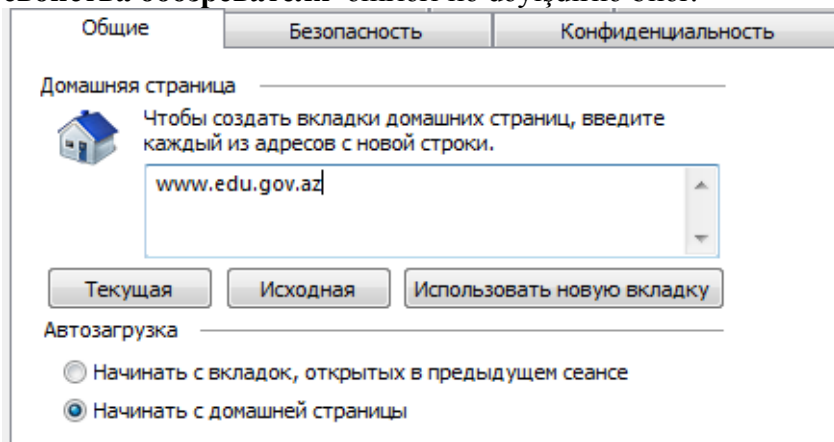 Общие Безопасность Конфиденциальность
Домашняя страница
Чтобы создать вкладки домашних страниц, введите
каждый из адресов с новой строки.
www.edu.gov.az
Текущая Исходная Использовать новую вкладку
Автозагрузка
Начинать с вкладок, открытых в предыдущем сеансе
Начинать с домашней страницы